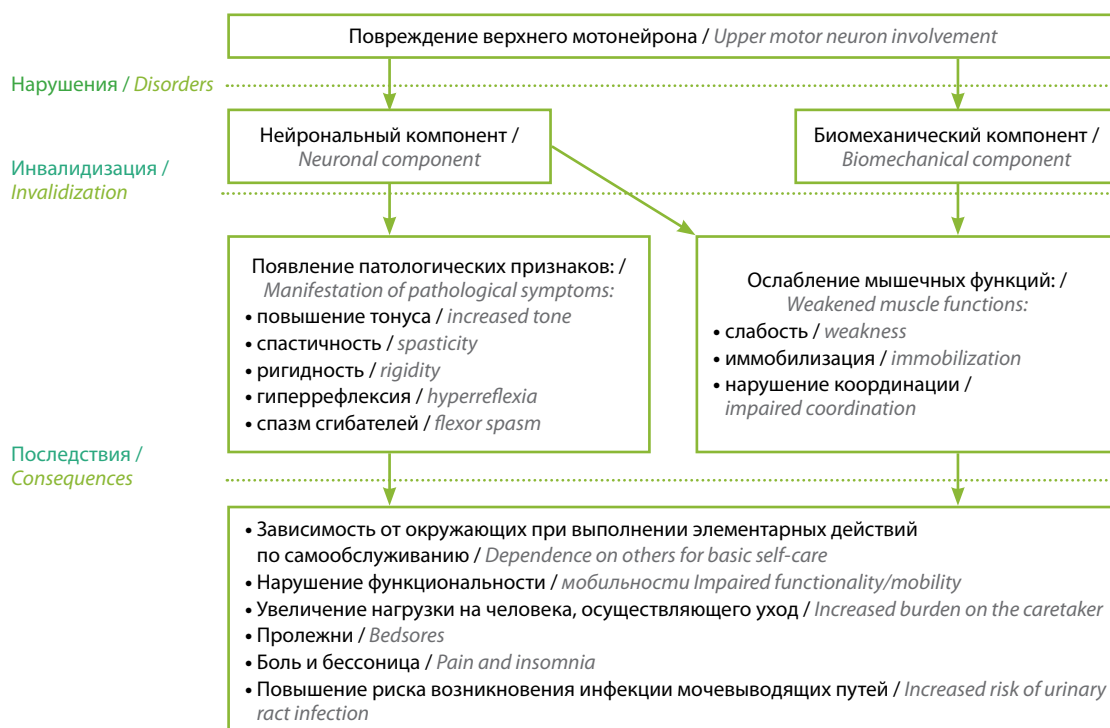 Повреждение верхнего мотонейрона / Upper motor neuron involvement
Нарушения / Disorders
Нейрональный компонент /
Neuronal component
Биомеханический компонент /
Biomechanical component
Инвалидизация /
Invalidization
Появление патологических признаков: /
Manifestation of pathological symptoms:
• повышение тонуса / increased tone
• спастичность / spasticity
• ригидность / rigidity
• гиперрефлексия / hyperreflexia
• спазм сгибателей / flexor spasm
Ослабление мышечных функций: /
Weakened muscle functions:
• слабость / weakness
• иммобилизация / immobilization
• нарушение координации /
impaired coordination
Последствия /
Consequences
• Зависимость от окружающих при выполнении элементарных действий
по самообслуживанию / Dependence on others for basic self-care
• Нарушение функциональности / мобильности Impaired functionality/mobility
• Увеличение нагрузки на человека, осуществляющего уход / Increased burden on the caretaker
• Пролежни / Bedsores
• Боль и бессоница / Pain and insomnia
• Повышение риска возникновения инфекции мочевыводящих путей / Increased risk of urinary
ract infection